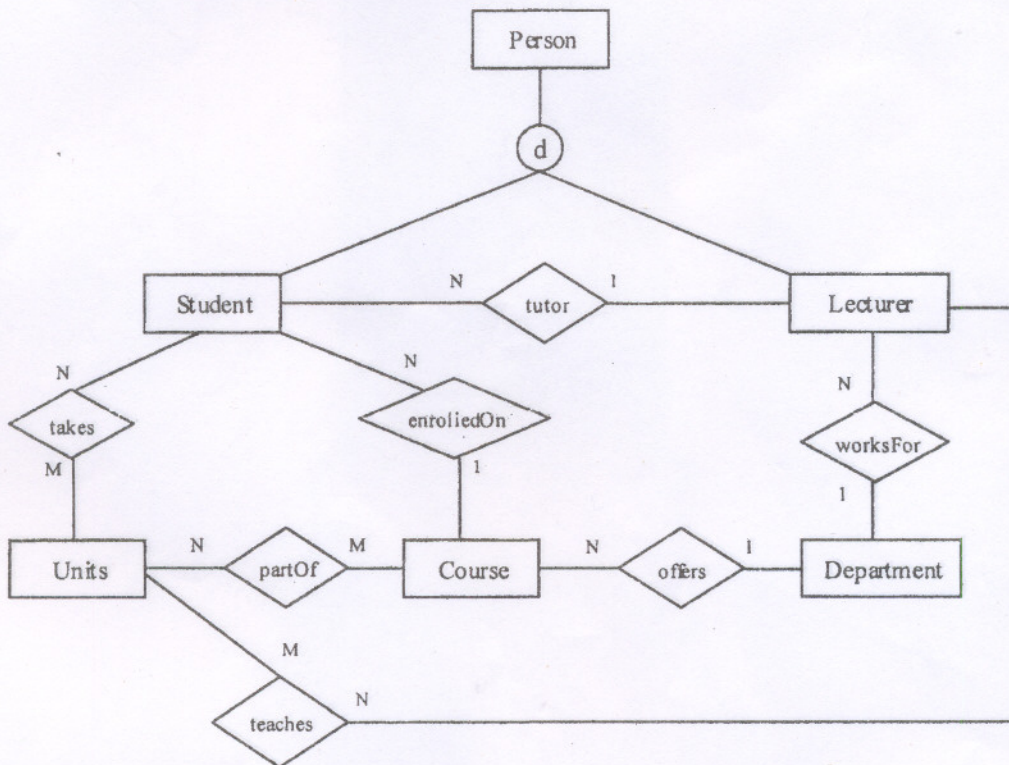 Person
d
Student
N
tutor
1
Lecturer
N
takes
M
N
enrolledOn
1
N
worksFor
1
Units
N
partOf
M
Course
N
offers
1
Department
M
teaches
N